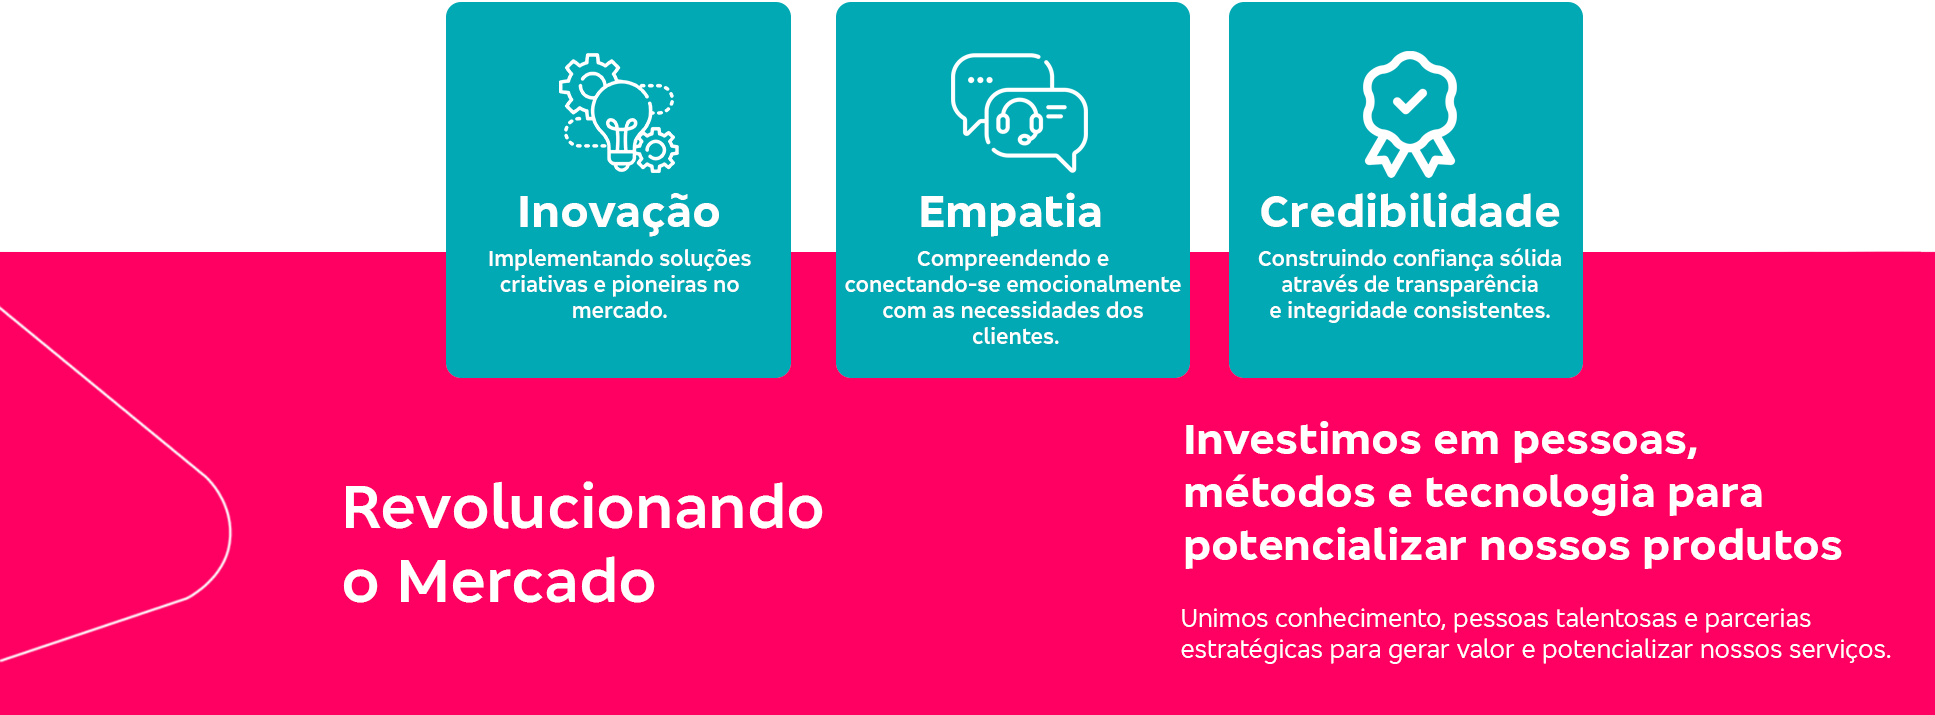 Inovação
Implementando soluções
criativas e pioneiras no
mercado.
Empatia
Compreendendo e
conectando-se emocionalmente
com as necessidades dos
clientes.
Credibilidade
Construindo confiança sólida
através de transparência
e integridade consistentes.
Revolucionando
o Mercado
Investimos em pessoas,
métodos e tecnologia para
potencializar nossos produtos
Unimos conhecimento, pessoas talentosas e parcerias
estratégicas para gerar valor e potencializar nossos serviços.